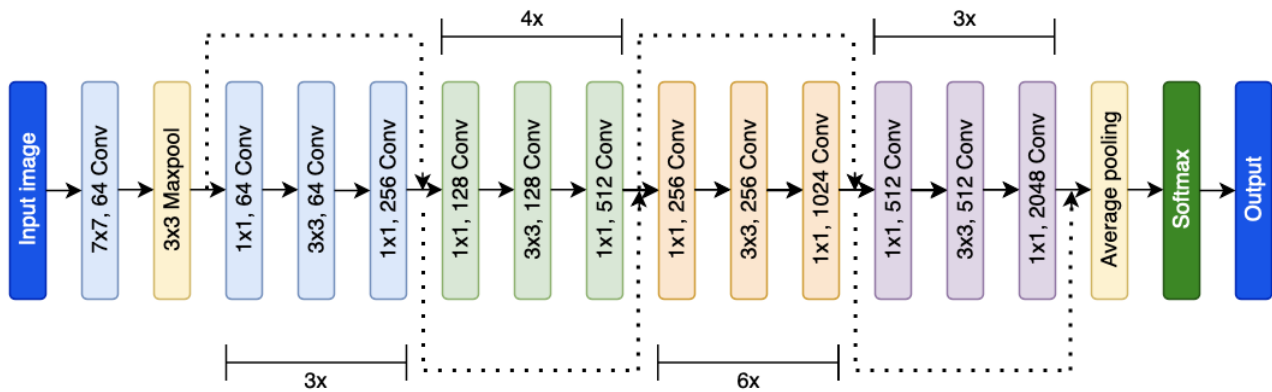 4x
3x
Input image
7x7, 64 Conv
3x3 Maxpool
1x1, 64 Conv
3x3, 64 Conv
1x1, 256 Conv
1x1, 128 Conv
3x3, 128 Conv
1x1, 512 Conv
1x1, 256 Conv
3x3, 256 Conv
1x1, 1024 Conv
1x1, 512 Conv
3x3, 512 Conv
1x1, 2048 Conv
Average pooling
Softmax
Output
3x
6x